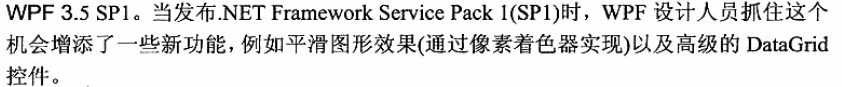 WPF 3.5 SP1。当发布.NET Framework Service Pack 1(SP1)时，WPF 设计人员抓住这个
机会增添了一些新功能，例如平滑图形效果(通过像素着色器实现)以及高级的 DataGrid
控件。